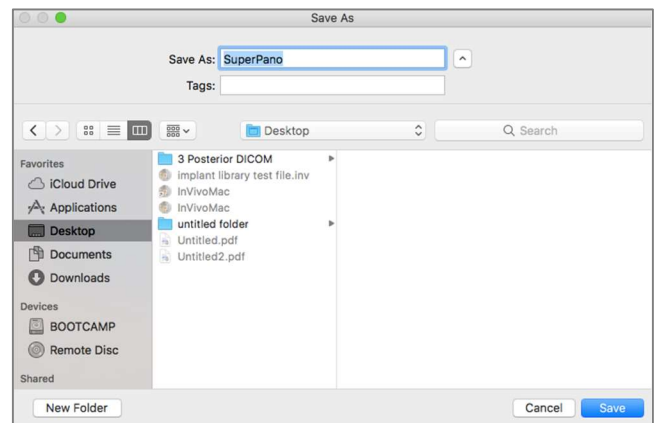 Save As
Save As: SuperPano
Tags:
Desktop
Search
Favorites
iCloud Drive
Applications
Desktop
Documents
Downloads
Devices
BOOTCAMP
Remote Disc
Shared
3 Posterior DICOM
implant library test file.inv
InVivoMac
InVivoMac
untitled folder
Untitled.pdf
Untitled2.pdf
New Folder
Cancel
Save